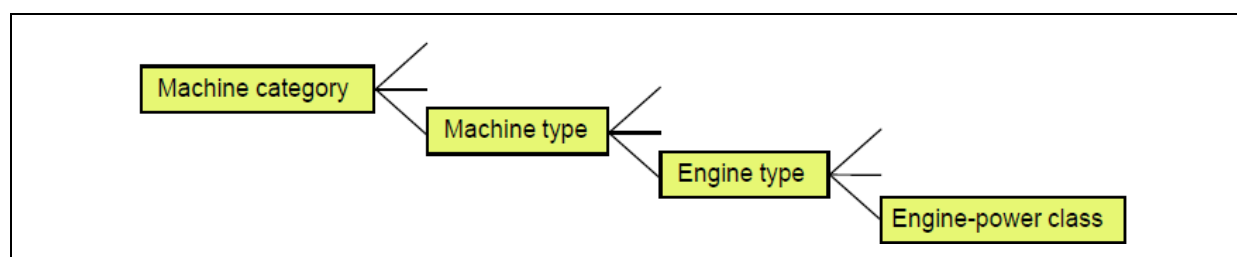 Machine category
Machine type
Engine type
Engine-power class